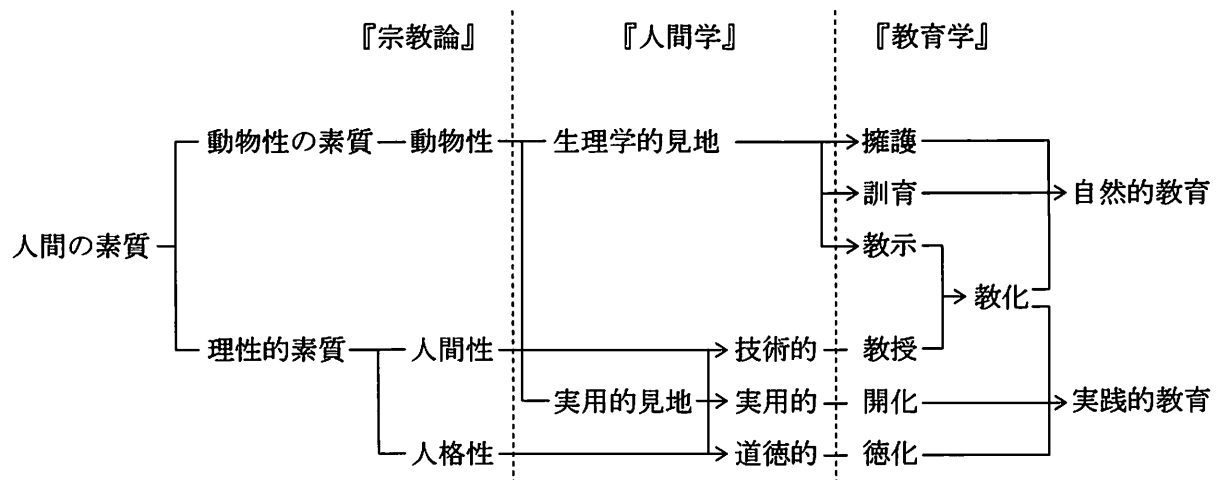 『宗教論』 『人間学』 『教育学』
動物性の素質 動物性 生理学的見地 擁護
訓育 自然的教育
人間の素質 教示
教化
理性的素質 人間性 技術的 教授
実用的見地 実用的 開化 実践的教育
人格性 道徳的 徳化